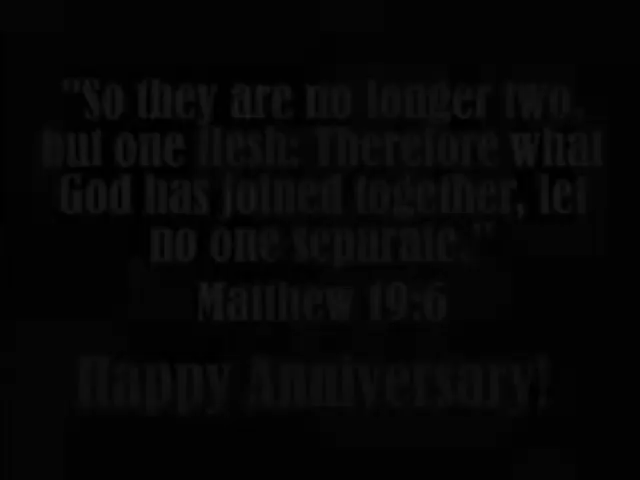 "So they are no longer two,
but one flesh: Therefore what
God has joined together, let
no one separate."
Matthew 19:6
Happy Anniversary!